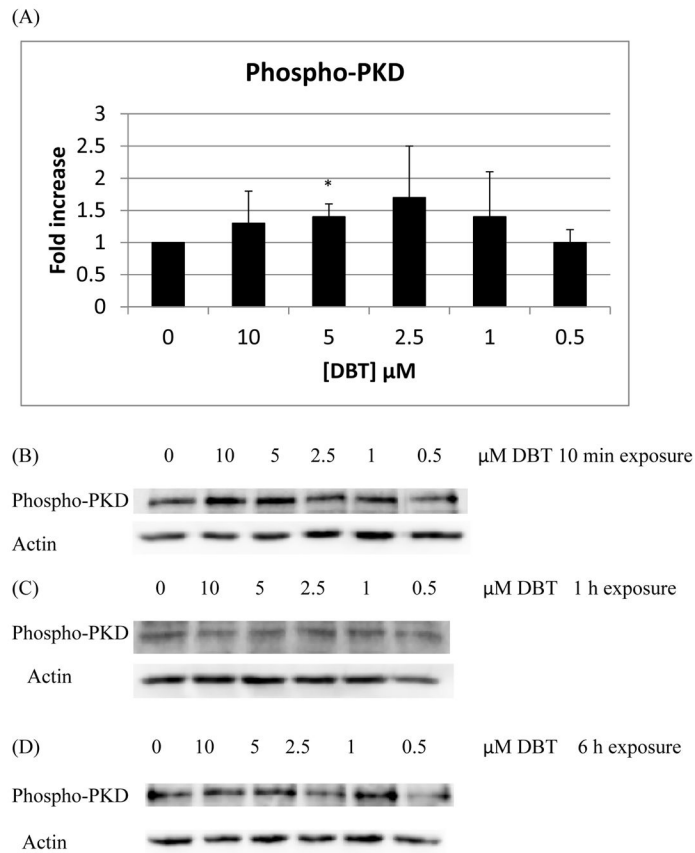 (A)
Phospho-PKD
3
2.5
2
1.5
1
0.5
0
Fold increase
*
0 10 5 2.5 1 0.5
[DBT] µM
(B) 0 10 5 2.5 1 0.5 µM DBT 10 min exposure
Phospho-PKD
Actin
(C) 0 10 5 2.5 1 0.5 µM DBT 1 h exposure
Phospho-PKD
Actin
(D) 0 10 5 2.5 1 0.5 µM DBT 6 h exposure
Phospho-PKD
Actin